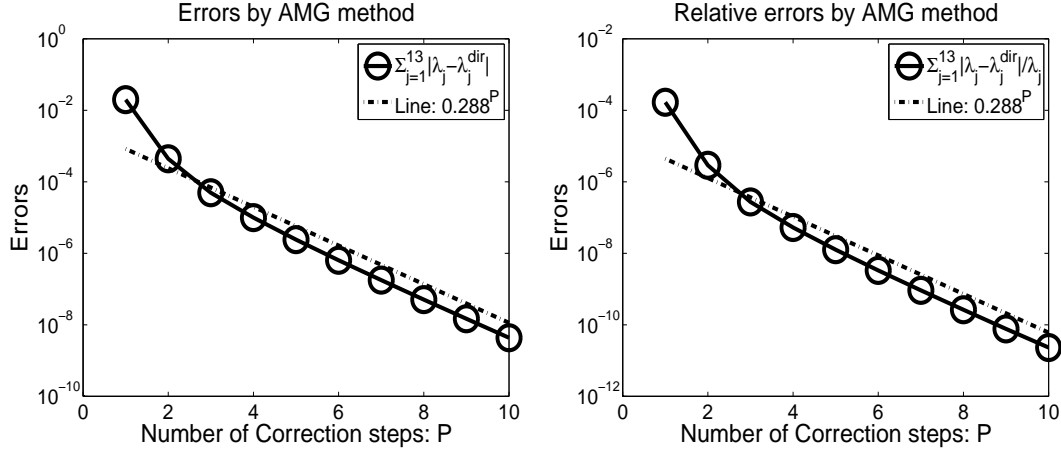 Errors by AMG method
10^0
10^−2
10^−4
10^−6
10^−8
10^−10
Errors
0 2 4 6 8 10
Number of Correction steps: P
Σ_{j=1}^{13}|λ_j−λ_j^{dir}|
Line: 0.288^P
Relative errors by AMG method
10^−2
10^−4
10^−6
10^−8
10^−10
10^−12
Errors
0 2 4 6 8 10
Number of Correction steps: P
Σ_{j=1}^{13}|λ_j−λ_j^{dir}|/λ_j
Line: 0.288^P